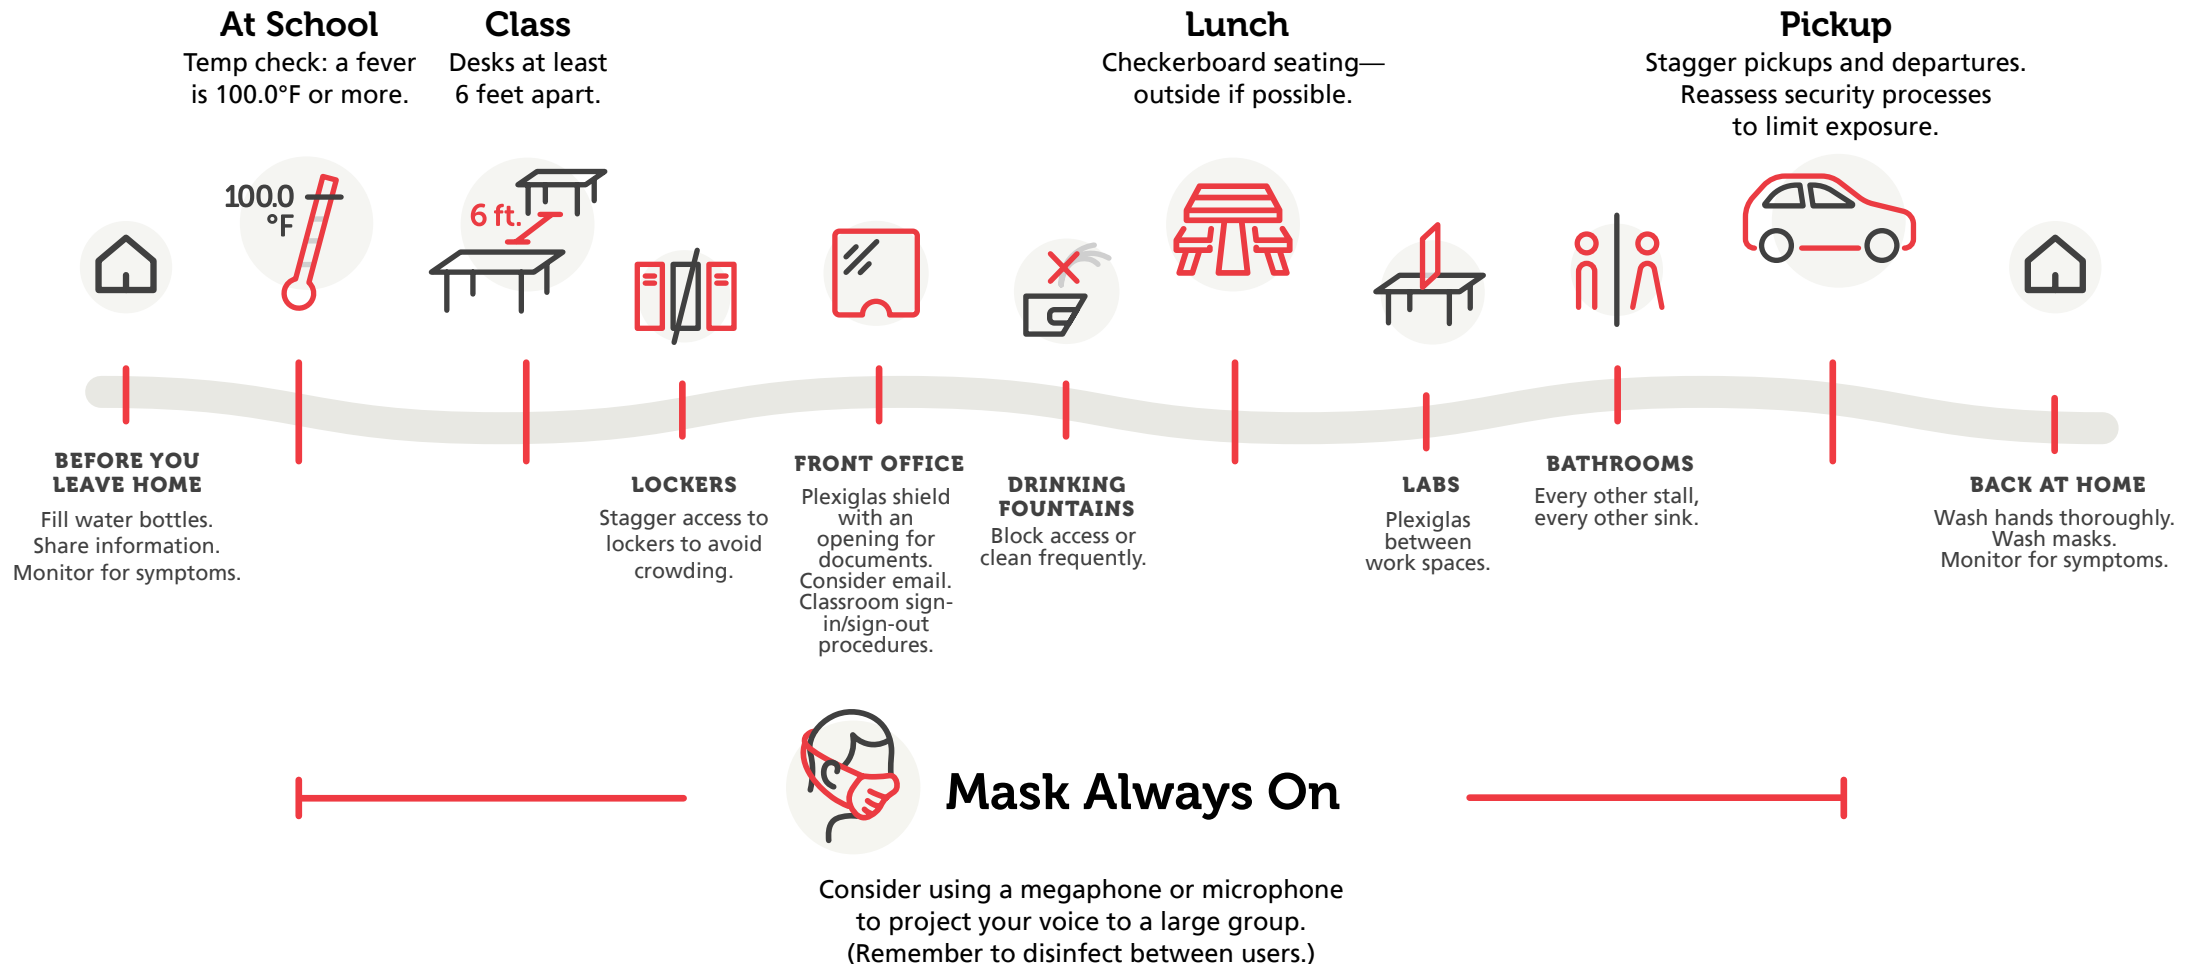 At School
Temp check: a fever
is 100.0°F or more.
Class
Desks at least
6 feet apart.
Lunch
Checkerboard seating—
outside if possible.
Pickup
Stagger pickups and departures.
Reassess security processes
to limit exposure.
100.0
°F
6 ft.
BEFORE YOU
LEAVE HOME
Fill water bottles.
Share information.
Monitor for symptoms.
LOCKERS
Stagger access to
lockers to avoid
crowding.
FRONT OFFICE
Plexiglas shield
with an
opening for
documents.
Consider email.
Classroom sign-
in/sign-out
procedures.
DRINKING
FOUNTAINS
Block access or
clean frequently.
LABS
Plexiglas
between
work spaces.
BATHROOMS
Every other stall,
every other sink.
BACK AT HOME
Wash hands thoroughly.
Wash masks.
Monitor for symptoms.
Mask Always On
Consider using a megaphone or microphone
to project your voice to a large group.
(Remember to disinfect between users.)